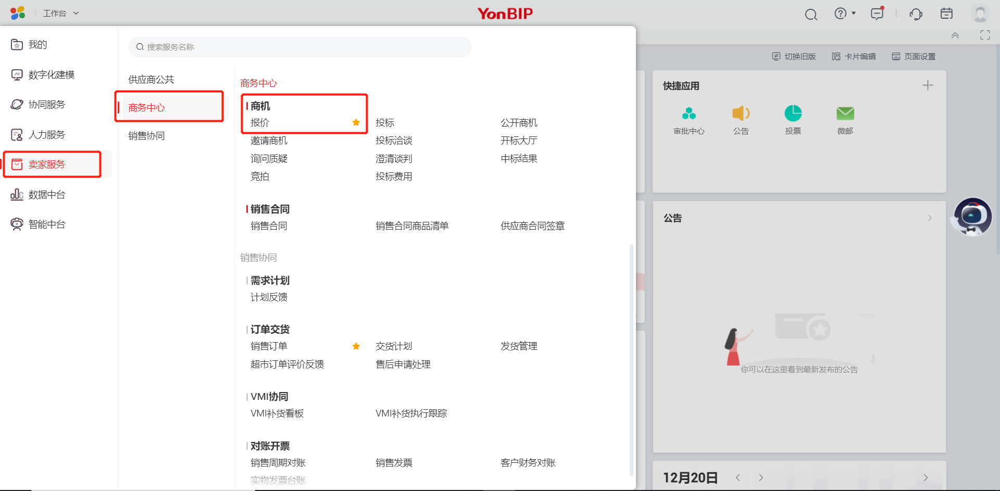 工作台
YonBIP
我的
数字化建模
协同服务
人力服务
卖家服务
数据中台
智能中台
搜索服务名称
供应商公共
商务中心
销售协同
商务中心
商机
报价
投标
公开商机
邀请商机
投标洽谈
开标大厅
询问质疑
澄清谈判
中标结果
竞拍
投标费用
销售合同
销售合同
销售合同商品清单
供应商合同签章
销售协同
需求计划
计划反馈
订单交货
销售订单
交货计划
发货管理
超市订单评价反馈
售后申请处理
VMI协同
VMI补货看板
VMI补货执行跟踪
对账开票
销售周期对账
销售发票
客户财务对账
实物发票台账
切换旧版
卡片编辑
页面设置
快捷应用
审批中心
公告
投票
微邮
公告
你可以在这里看到最新发布的公告
12月20日